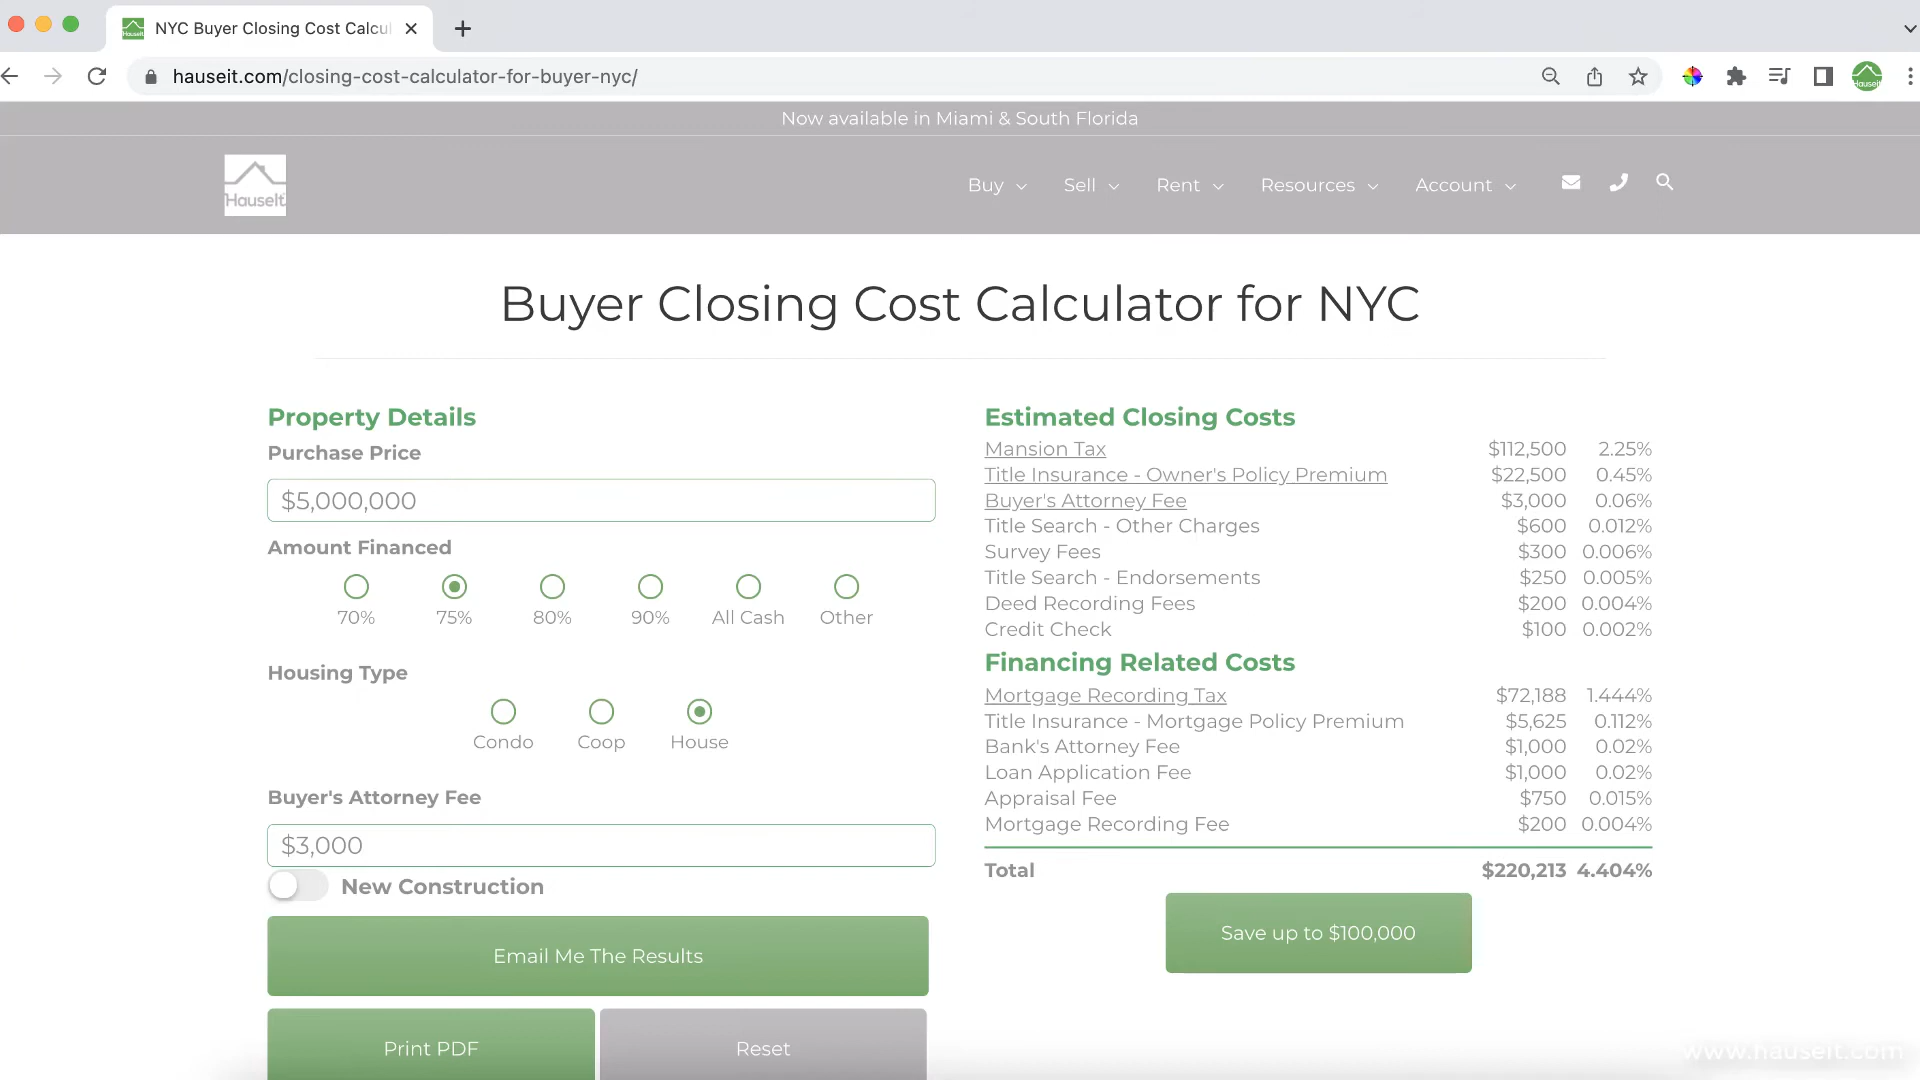 NYC Buyer Closing Cost Calcul
hauseit.com/closing-cost-calculator-for-buyer-nyc/
Now available in Miami & South Florida
HauseIt
Buy
Sell
Rent
Resources
Account
Buyer Closing Cost Calculator for NYC
Property Details
Purchase Price
$5,000,000
Amount Financed
70%
75%
80%
90%
All Cash
Other
Housing Type
Condo
Coop
House
Buyer's Attorney Fee
$3,000
New Construction
Email Me The Results
Print PDF
Reset
Estimated Closing Costs
Mansion Tax $112,500 2.25%
Title Insurance - Owner's Policy Premium $22,500 0.45%
Buyer's Attorney Fee $3,000 0.06%
Title Search - Other Charges $600 0.012%
Survey Fees $300 0.006%
Title Search - Endorsements $250 0.005%
Deed Recording Fees $200 0.004%
Credit Check $100 0.002%
Financing Related Costs
Mortgage Recording Tax $72,188 1.444%
Title Insurance - Mortgage Policy Premium $5,625 0.112%
Bank's Attorney Fee $1,000 0.02%
Loan Application Fee $1,000 0.02%
Appraisal Fee $750 0.015%
Mortgage Recording Fee $200 0.004%
Total $220,213 4.404%
Save up to $100,000
www.hauseit.com